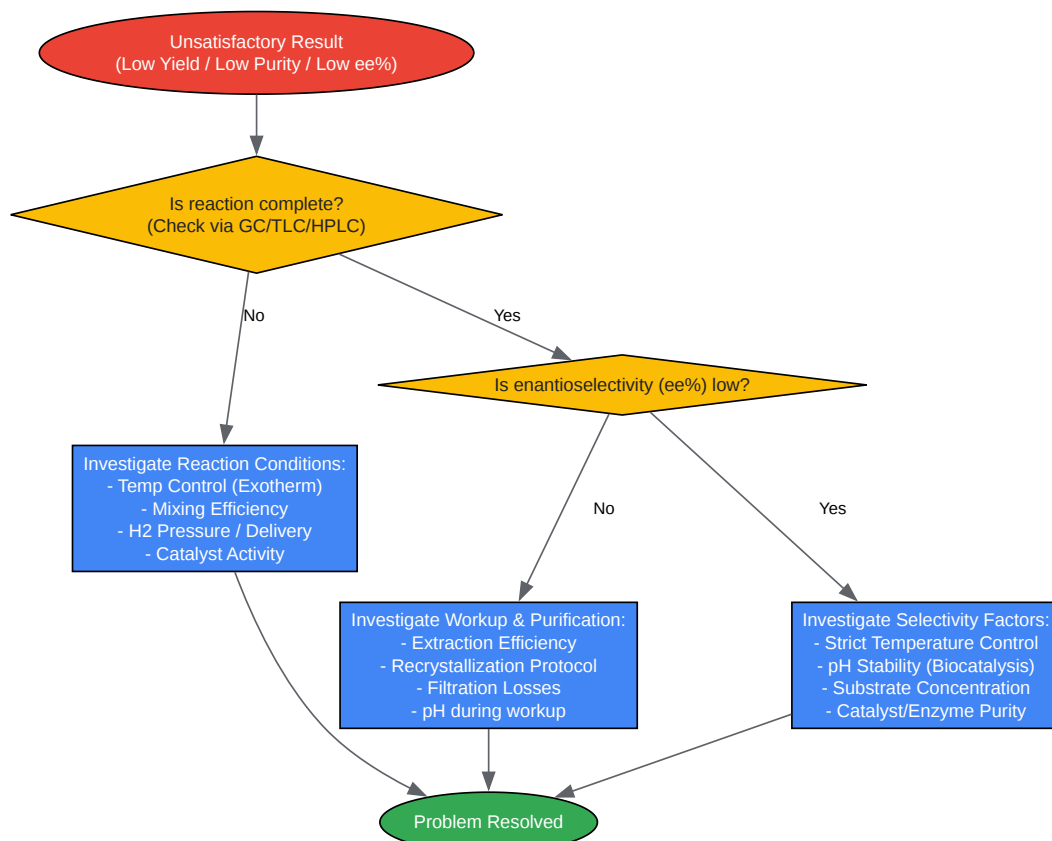 Unsatisfactory Result
(Low Yield / Low Purity / Low ee%)
Is reaction complete?
(Check via GC/TLC/HPLC)
No
Yes
Is enantioselectivity (ee%) low?
Investigate Reaction Conditions:
- Temp Control (Exotherm)
- Mixing Efficiency
- H2 Pressure / Delivery
- Catalyst Activity
No
Yes
Investigate Workup & Purification:
- Extraction Efficiency
- Recrystallization Protocol
- Filtration Losses
- pH during workup
Investigate Selectivity Factors:
- Strict Temperature Control
- pH Stability (Biocatalysis)
- Substrate Concentration
- Catalyst/Enzyme Purity
Problem Resolved